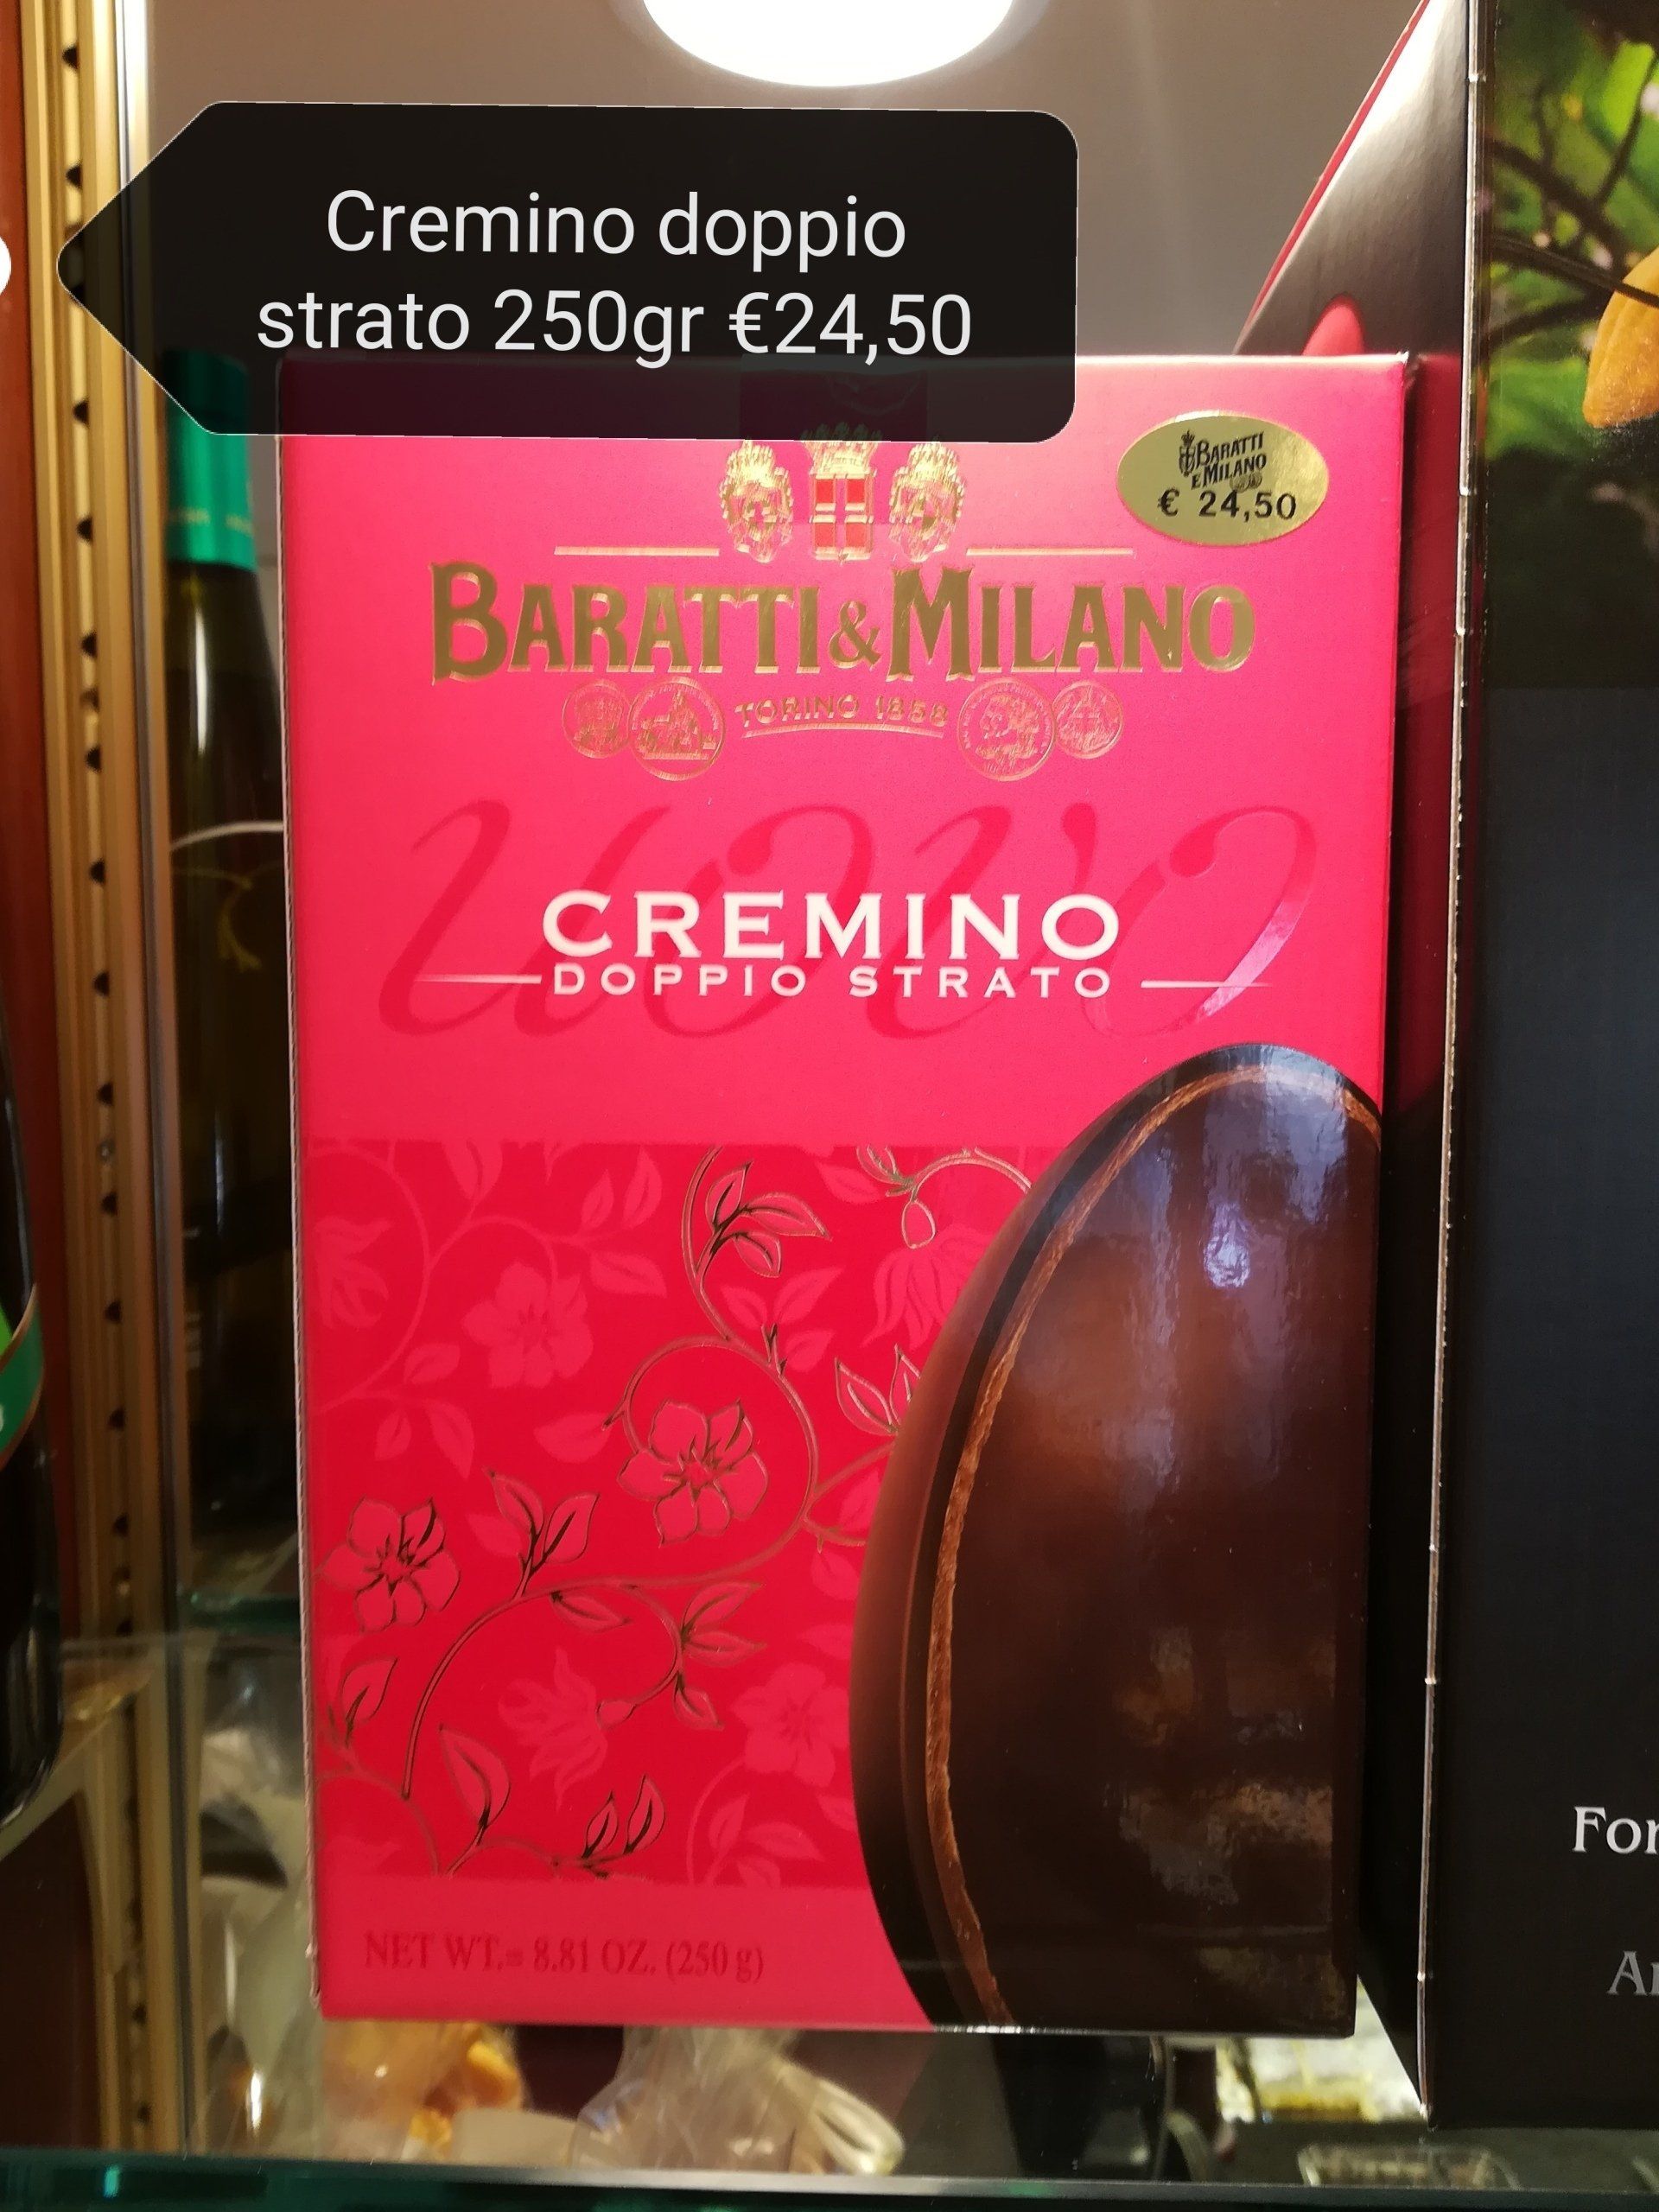 Cremino doppio
strato 250gr €24,50
BARATTI
E MILANO
€ 24,50
BARATTI & MILANO
TORINO 1858
uovo
CREMINO
DOPPIO STRATO
NET WT.= 8.81 OZ. (250 g)